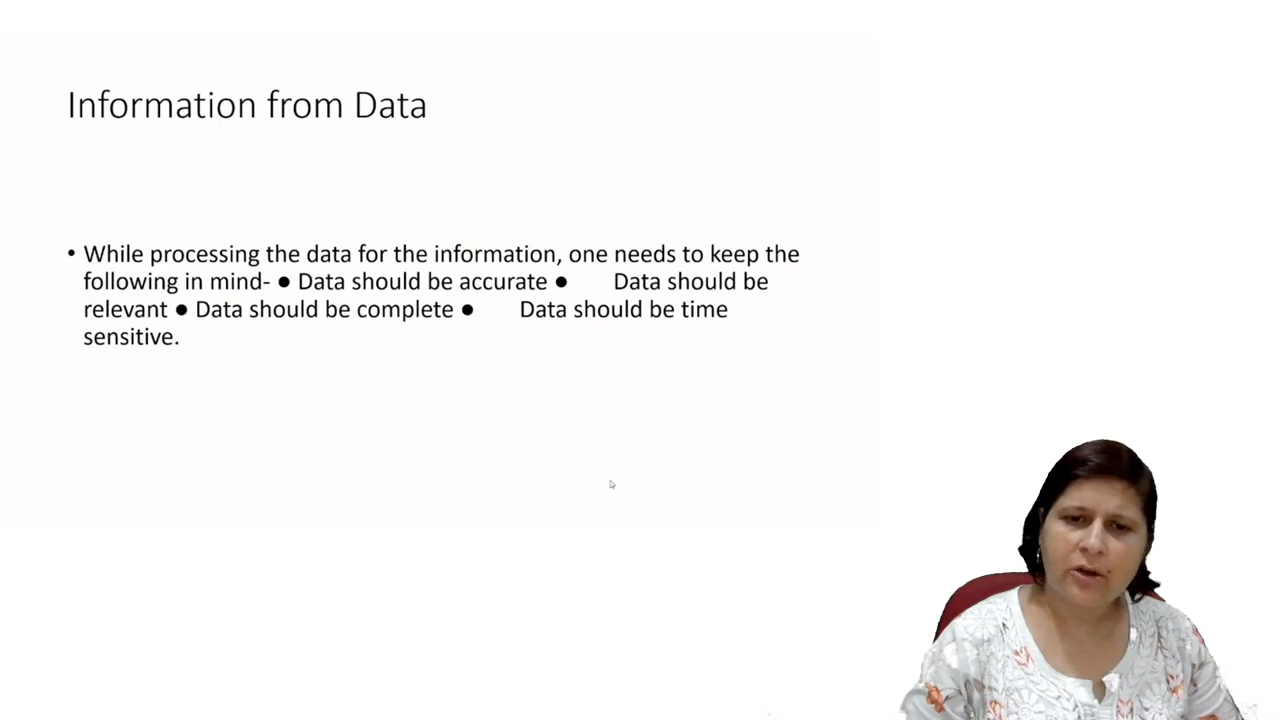 Information from Data
• While processing the data for the information, one needs to keep the
following in mind- ● Data should be accurate ● Data should be
relevant ● Data should be complete ● Data should be time
sensitive.